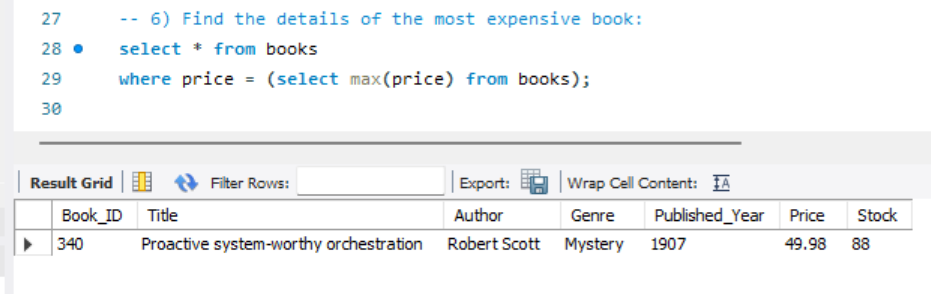 27 -- 6) Find the details of the most expensive book:
28 select * from books
29 where price = (select max(price) from books);
30
Result Grid Filter Rows: Export: Wrap Cell Content: IA
Book_ID Title Author Genre Published_Year Price Stock
340 Proactive system-worthy orchestration Robert Scott Mystery 1907 49.98 88